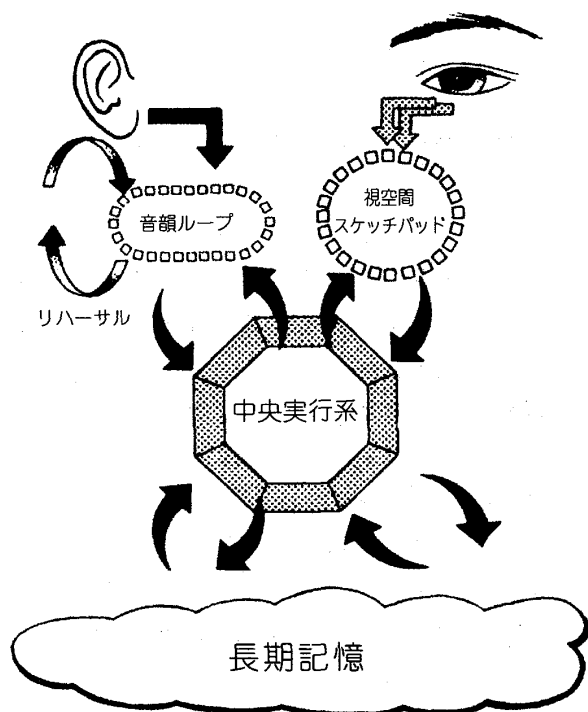 音韻ループ
視空間
スケッチパッド
リハーサル
中央実行系
長期記憶